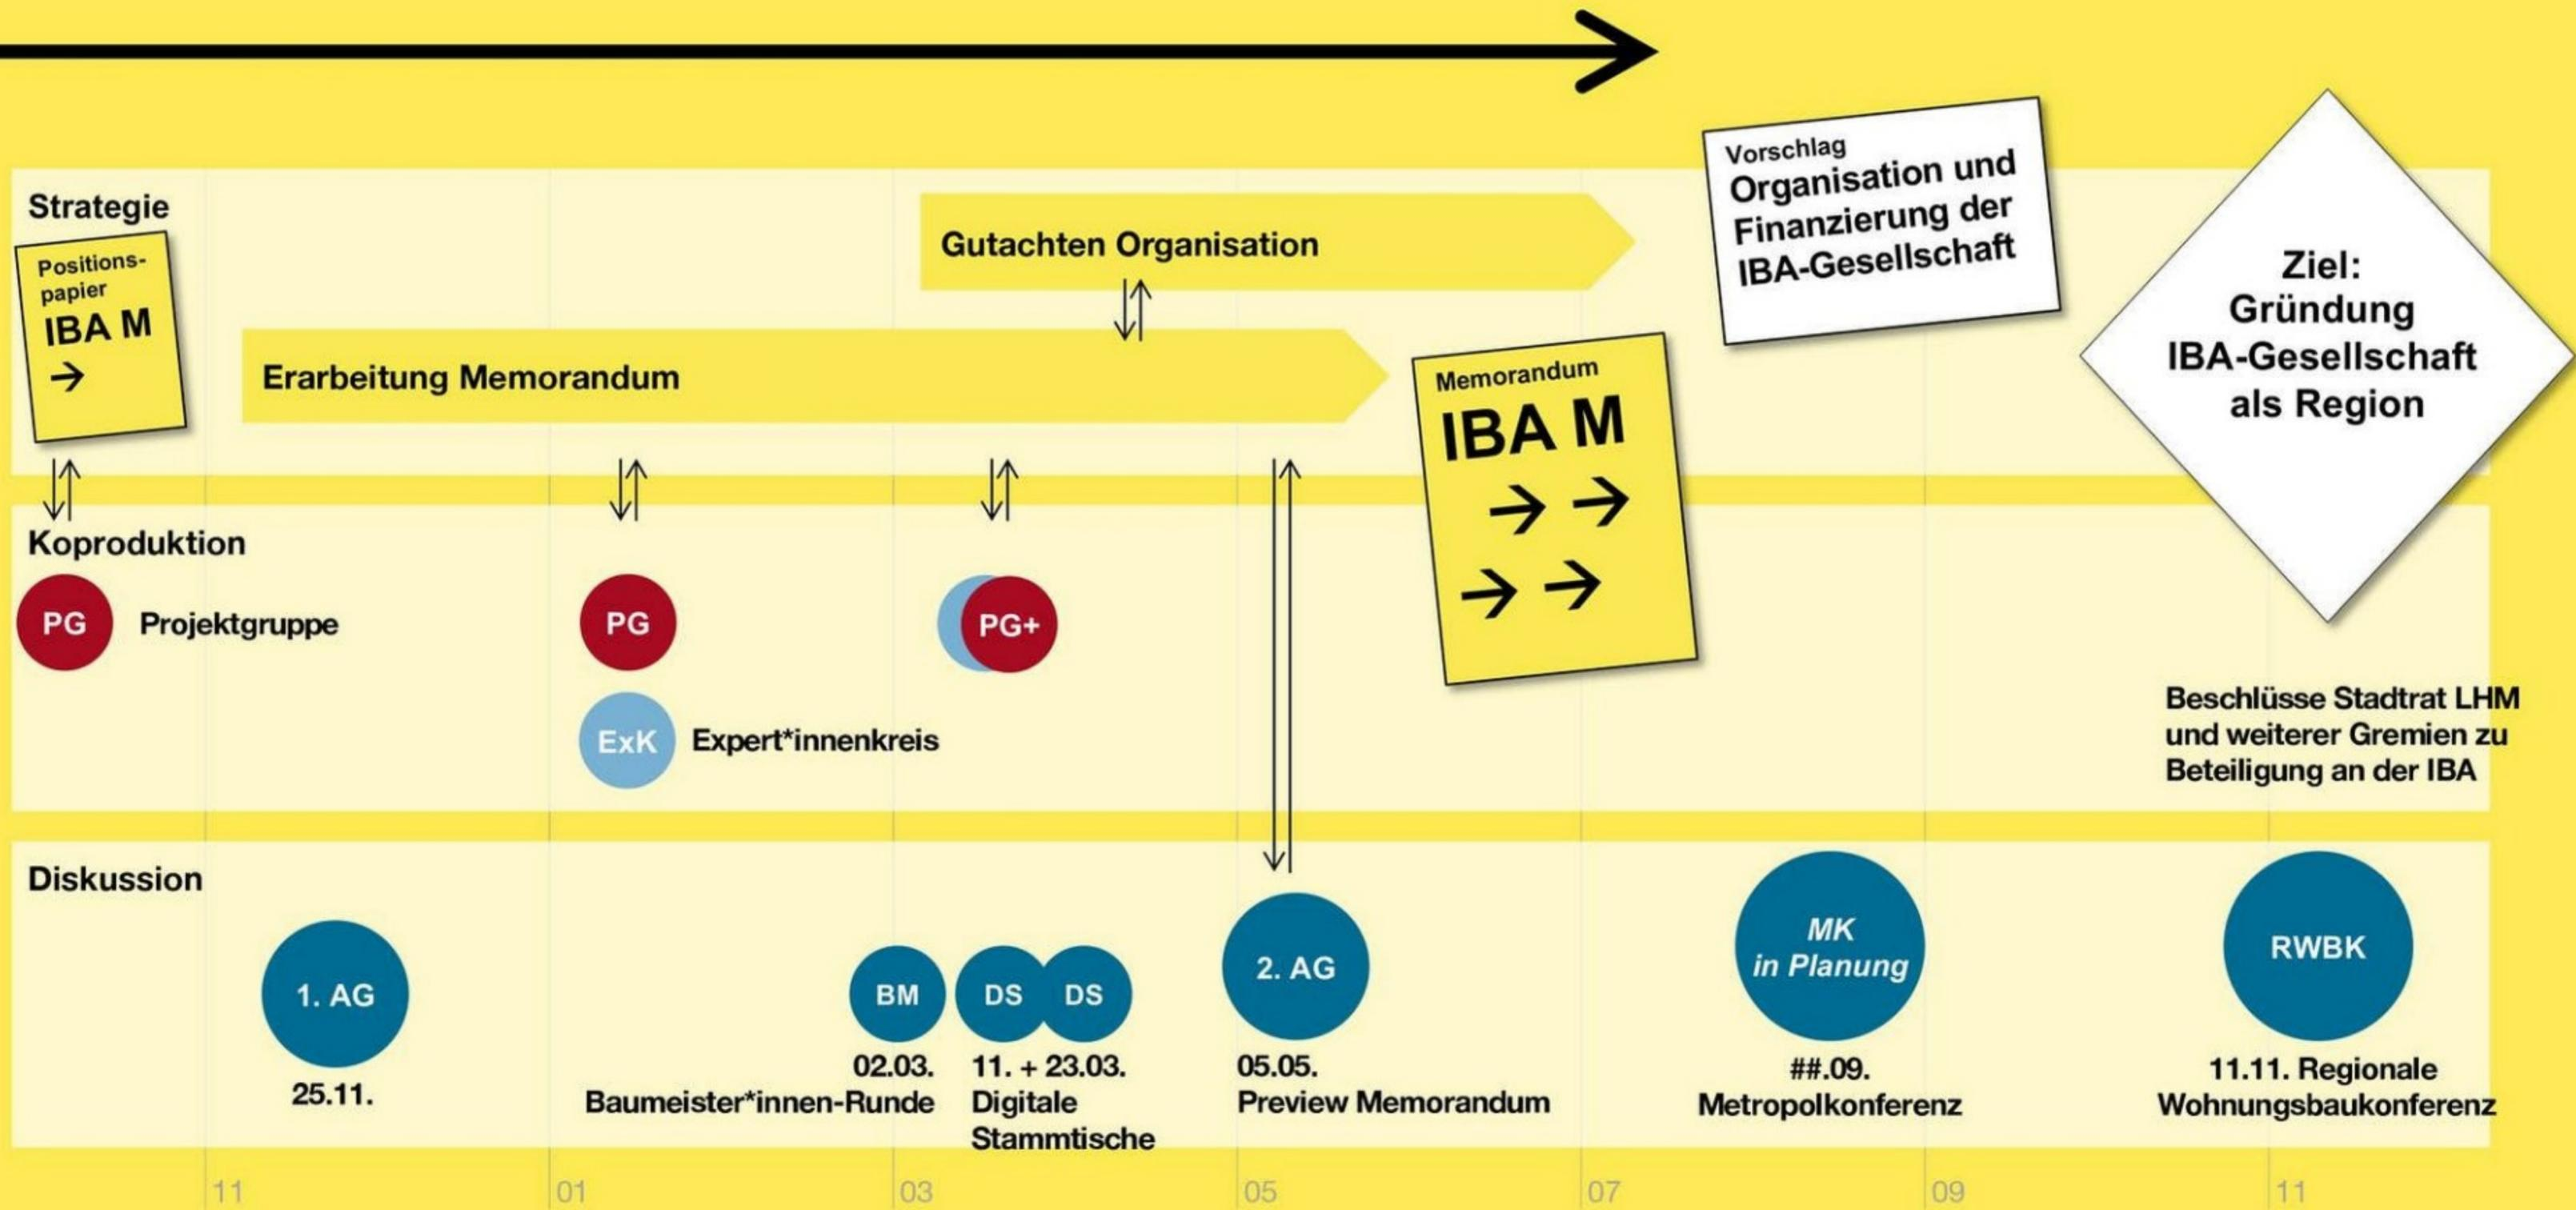 Strategie
Positions-
papier
IBA M
→
Gutachten Organisation
Erarbeitung Memorandum
Memorandum
IBA M
→ →
→ →
Vorschlag
Organisation und
Finanzierung der
IBA-Gesellschaft
Ziel:
Gründung
IBA-Gesellschaft
als Region
Koproduktion
PG
Projektgruppe
PG
PG+
ExK
Expert*innenkreis
Beschlüsse Stadtrat LHM
und weiterer Gremien zu
Beteiligung an der IBA
Diskussion
1. AG
25.11.
BM
02.03.
Baumeister*innen-Runde
DS
DS
11. + 23.03.
Digitale
Stammtische
2. AG
05.05.
Preview Memorandum
MK
in Planung
##.09.
Metropolkonferenz
RWBK
11.11. Regionale
Wohnungsbaukonferenz
11
01
03
05
07
09
11